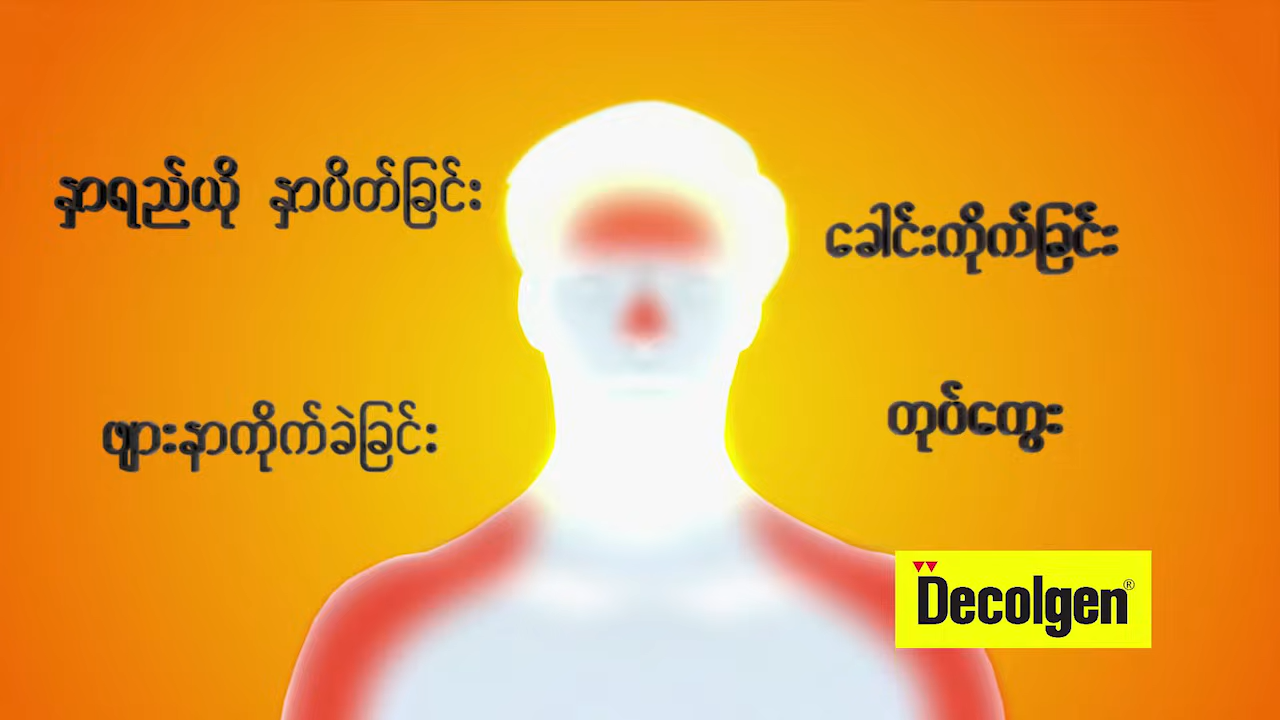 နှာရည်ယို နှာပိတ်ခြင်း
ခေါင်းကိုက်ခြင်း
ဖျားနာကိုက်ခဲခြင်း
တုပ်ကွေး
Decolgen®